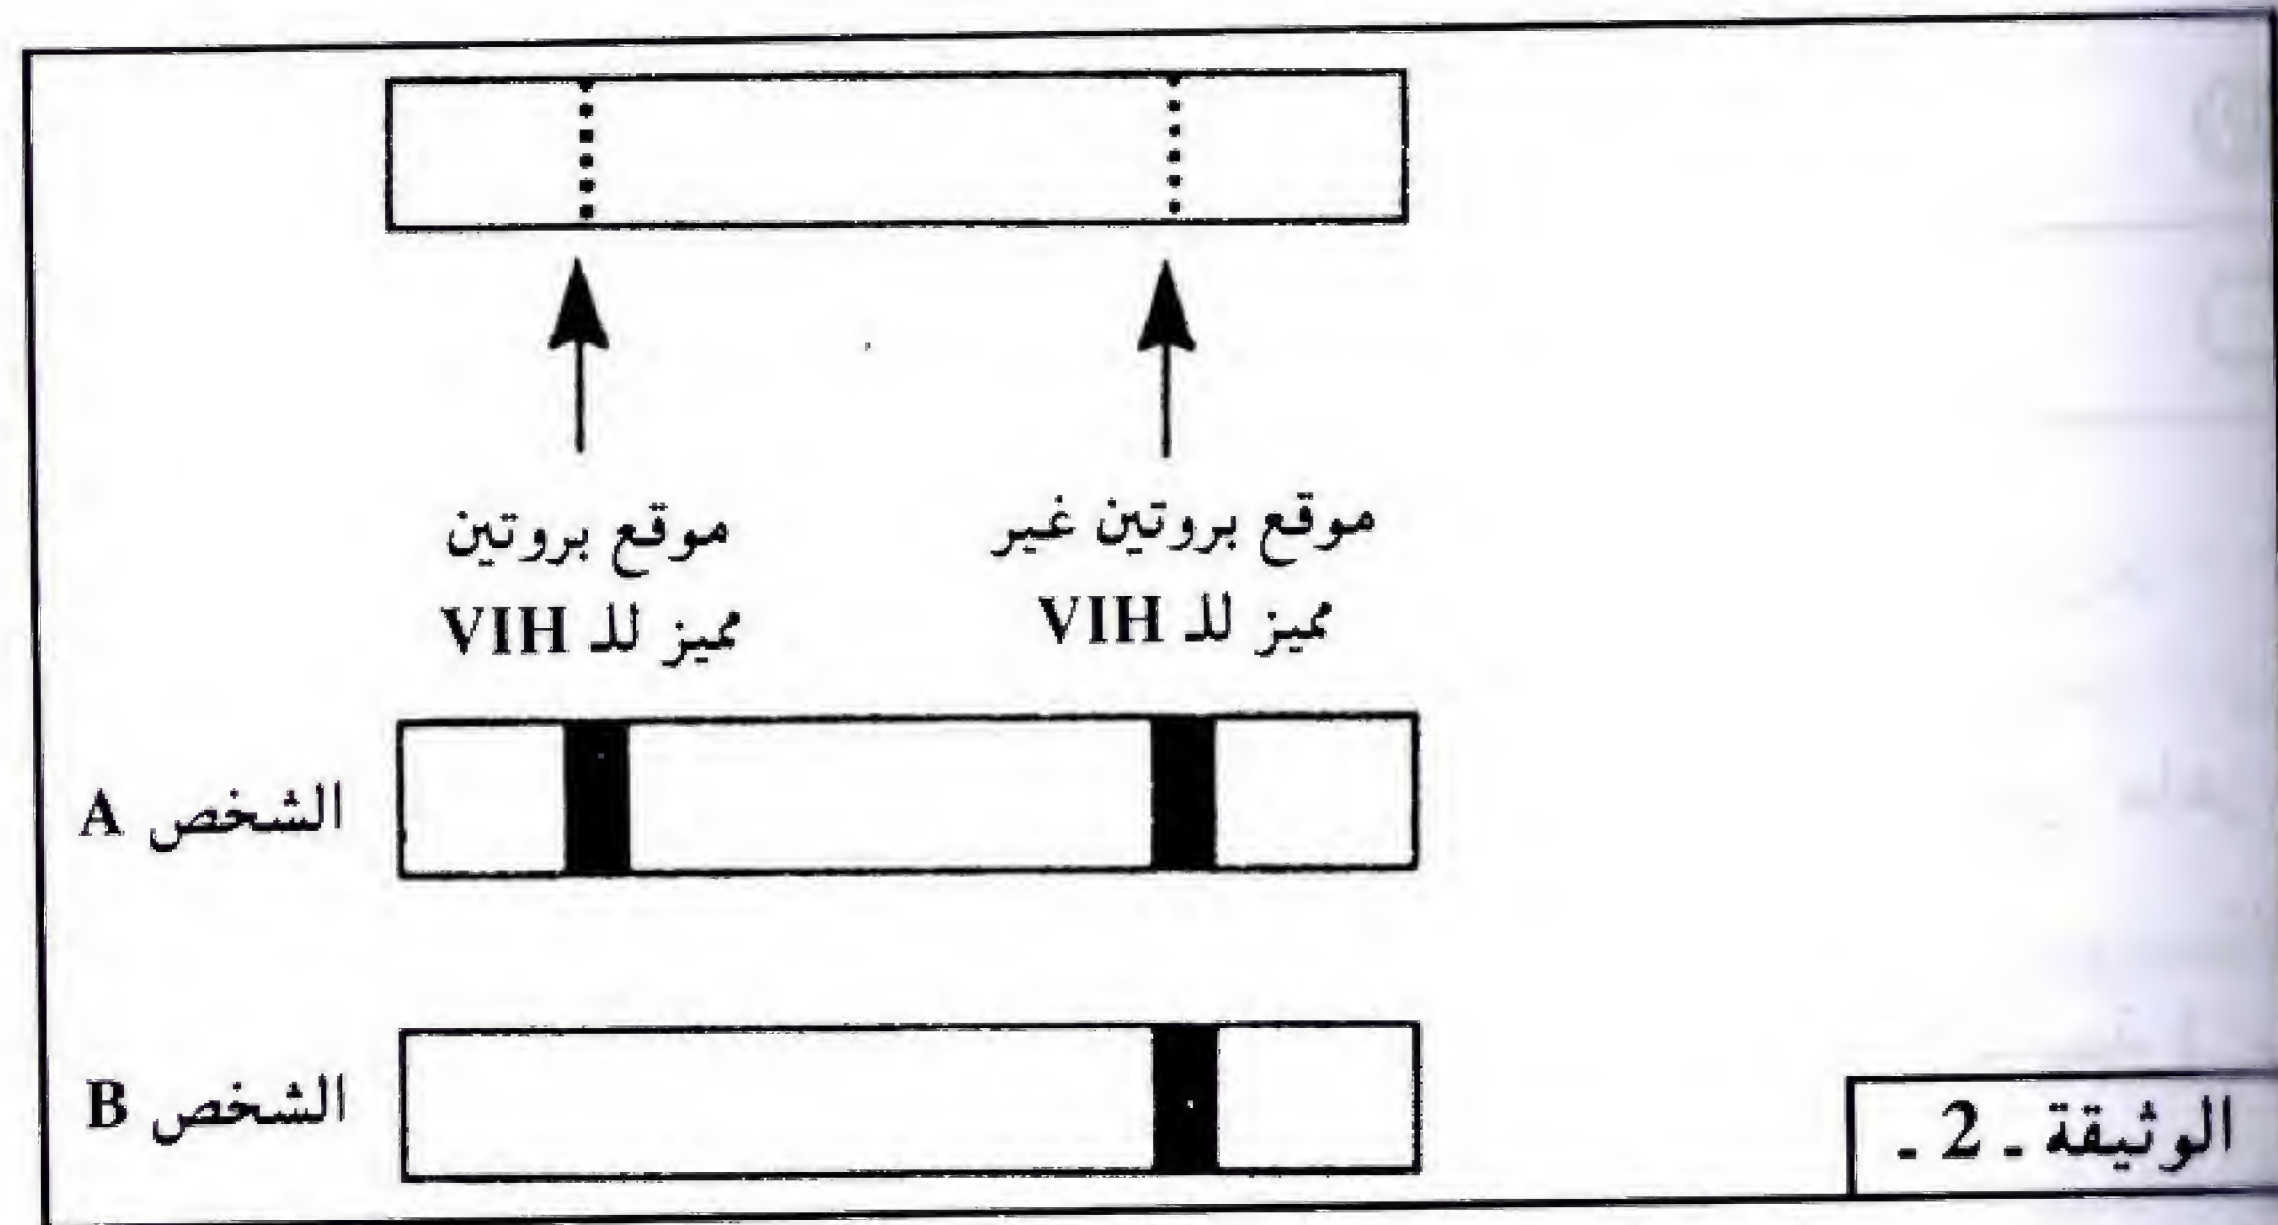 موقع بروتين غير
مميز للـ VIH
موقع بروتين
مميز للـ VIH
الشخص A
الشخص B
الوثيقة ـ 2 ـ